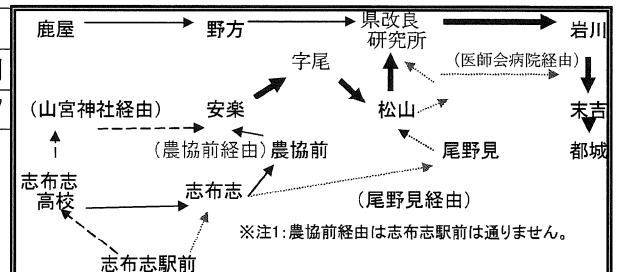 鹿屋 野方 県改良 岩川
研究所
字尾 (医師会病院経由)
(山宮神社経由) 安楽 松山 末吉
(農協前経由) 農協前 尾野見 都城
志布志
高校 志布志 (尾野見経由)
※注1:農協前経由は志布志駅前は通りません。
志布志駅前